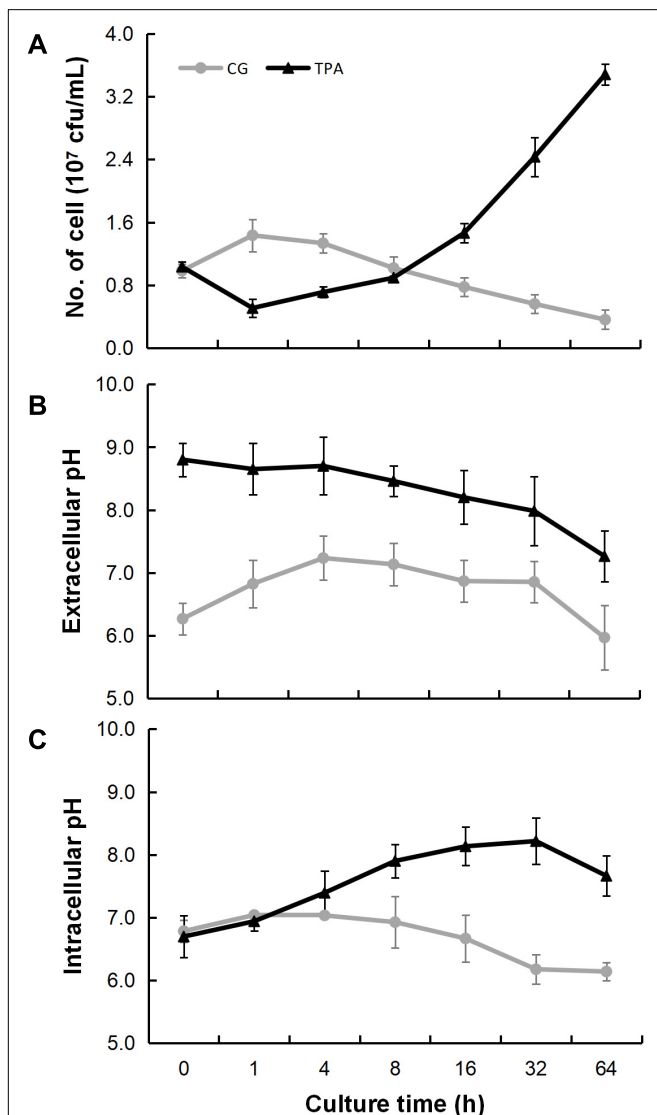 A
CG
TPA
No. of cell (10⁷ cfu/mL)
4.0
3.2
2.4
1.6
0.8
0.0
B
Extracellular pH
10.0
9.0
8.0
7.0
6.0
5.0
C
Intracellular pH
10.0
9.0
8.0
7.0
6.0
5.0
0 1 4 8 16 32 64
Culture time (h)